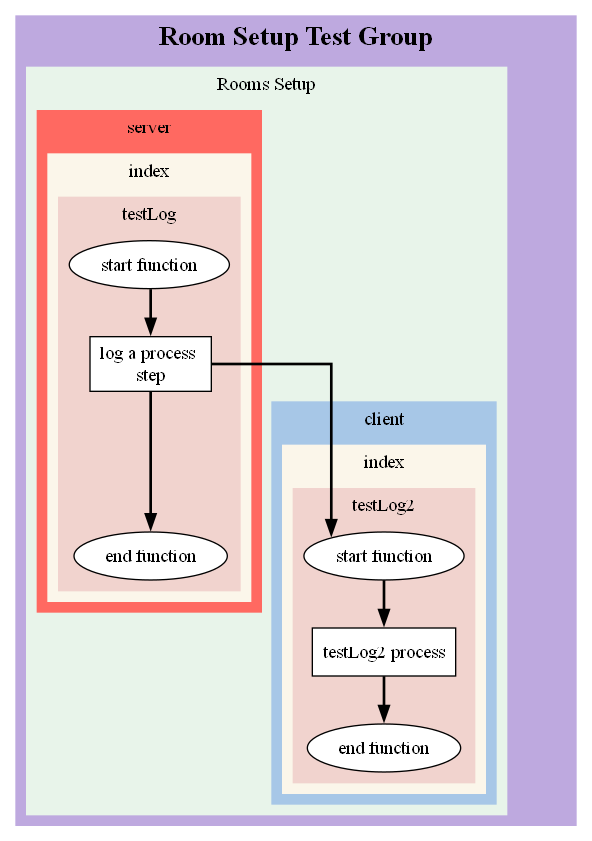 Room Setup Test Group
Rooms Setup
server
index
testLog
start function
log a process
step
end function
client
index
testLog2
start function
testLog2 process
end function